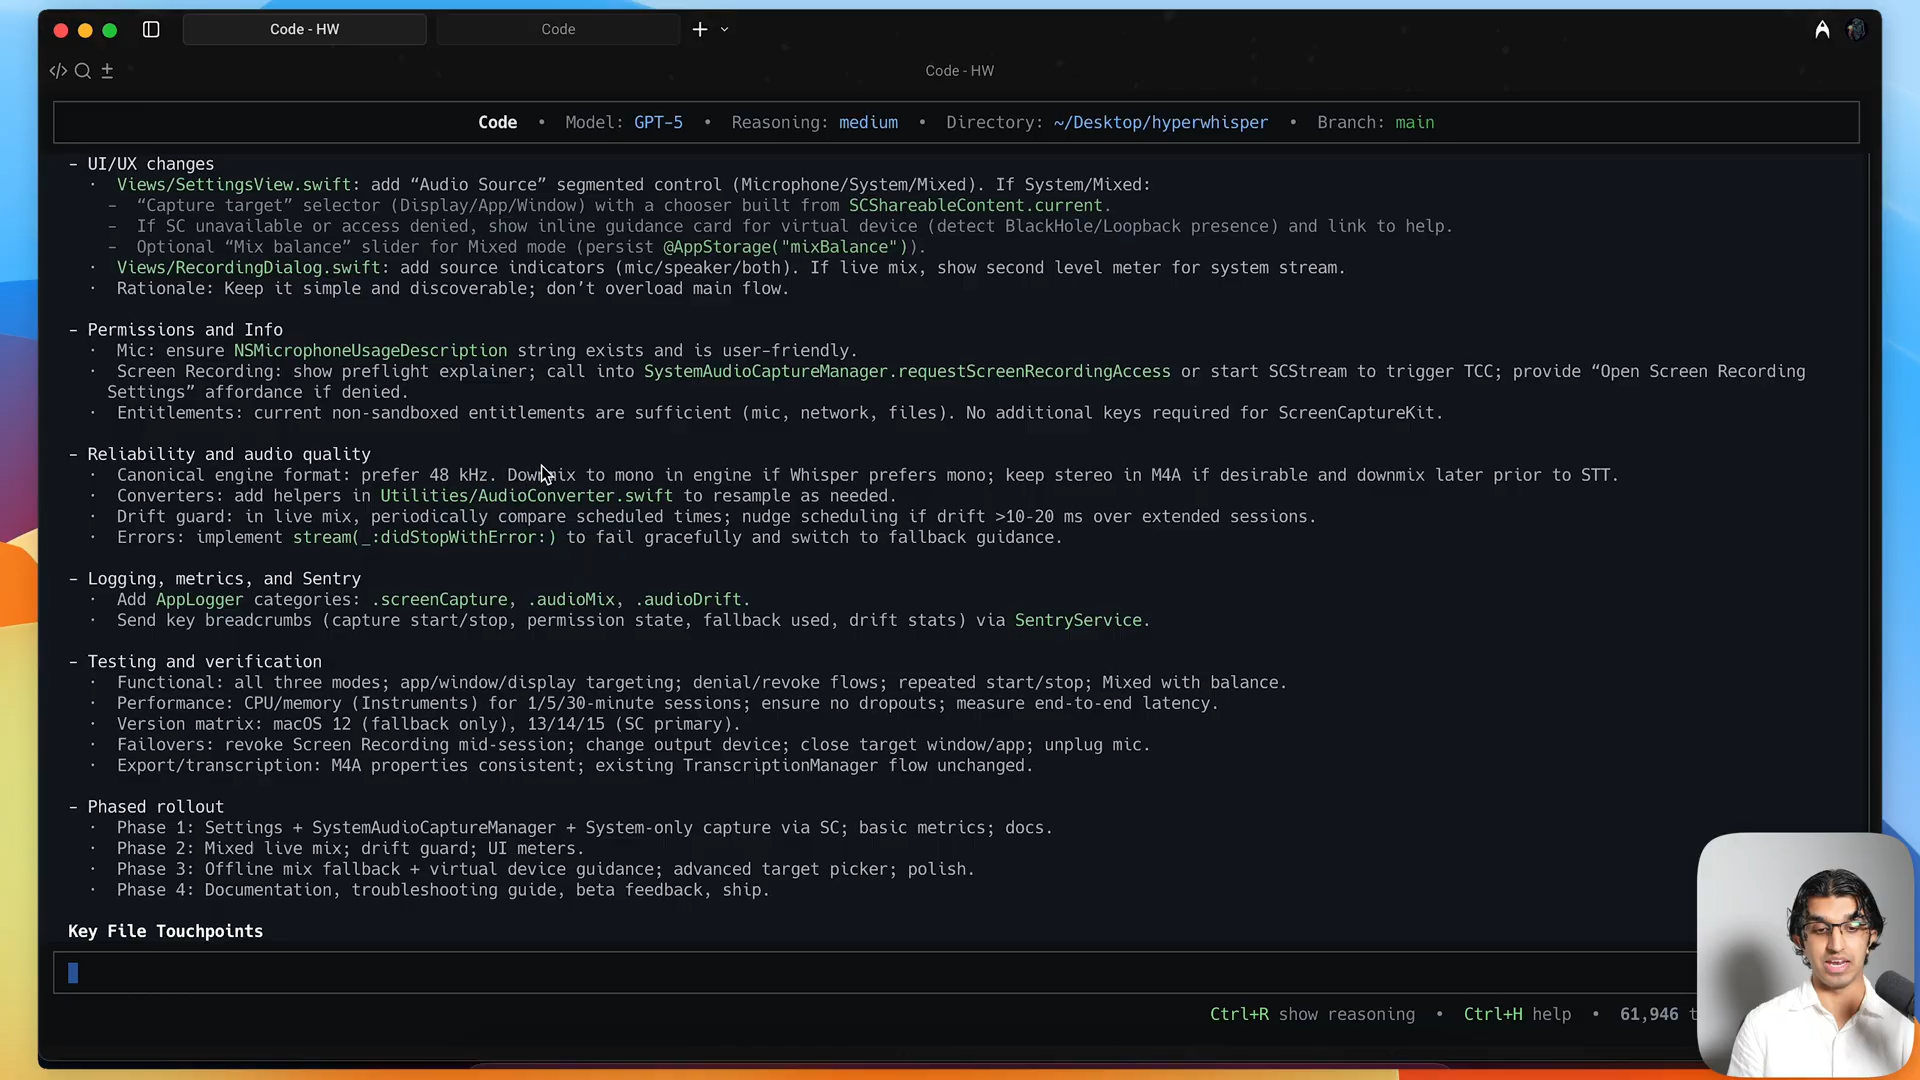 Code - HW
Code
Code - HW
Code • Model: GPT-5 • Reasoning: medium • Directory: ~/Desktop/hyperwhisper • Branch: main
- UI/UX changes
· Views/SettingsView.swift: add “Audio Source” segmented control (Microphone/System/Mixed). If System/Mixed:
- “Capture target” selector (Display/App/Window) with a chooser built from SCShareableContent.current.
- If SC unavailable or access denied, show inline guidance card for virtual device (detect BlackHole/Loopback presence) and link to help.
- Optional “Mix balance” slider for Mixed mode (persist @AppStorage("mixBalance")).
· Views/RecordingDialog.swift: add source indicators (mic/speaker/both). If live mix, show second level meter for system stream.
· Rationale: Keep it simple and discoverable; don’t overload main flow.
- Permissions and Info
· Mic: ensure NSMicrophoneUsageDescription string exists and is user-friendly.
· Screen Recording: show preflight explainer; call into SystemAudioCaptureManager.requestScreenRecordingAccess or start SCStream to trigger TCC; provide “Open Screen Recording
Settings” affordance if denied.
· Entitlements: current non-sandboxed entitlements are sufficient (mic, network, files). No additional keys required for ScreenCaptureKit.
- Reliability and audio quality
· Canonical engine format: prefer 48 kHz. Downmix to mono in engine if Whisper prefers mono; keep stereo in M4A if desirable and downmix later prior to STT.
· Converters: add helpers in Utilities/AudioConverter.swift to resample as needed.
· Drift guard: in live mix, periodically compare scheduled times; nudge scheduling if drift >10-20 ms over extended sessions.
· Errors: implement stream(_:didStopWithError:) to fail gracefully and switch to fallback guidance.
- Logging, metrics, and Sentry
· Add AppLogger categories: .screenCapture, .audioMix, .audioDrift.
· Send key breadcrumbs (capture start/stop, permission state, fallback used, drift stats) via SentryService.
- Testing and verification
· Functional: all three modes; app/window/display targeting; denial/revoke flows; repeated start/stop; Mixed with balance.
· Performance: CPU/memory (Instruments) for 1/5/30-minute sessions; ensure no dropouts; measure end-to-end latency.
· Version matrix: macOS 12 (fallback only), 13/14/15 (SC primary).
· Failovers: revoke Screen Recording mid-session; change output device; close target window/app; unplug mic.
· Export/transcription: M4A properties consistent; existing TranscriptionManager flow unchanged.
- Phased rollout
· Phase 1: Settings + SystemAudioCaptureManager + System-only capture via SC; basic metrics; docs.
· Phase 2: Mixed live mix; drift guard; UI meters.
· Phase 3: Offline mix fallback + virtual device guidance; advanced target picker; polish.
· Phase 4: Documentation, troubleshooting guide, beta feedback, ship.
Key File Touchpoints
Ctrl+R show reasoning • Ctrl+H help • 61,946 t